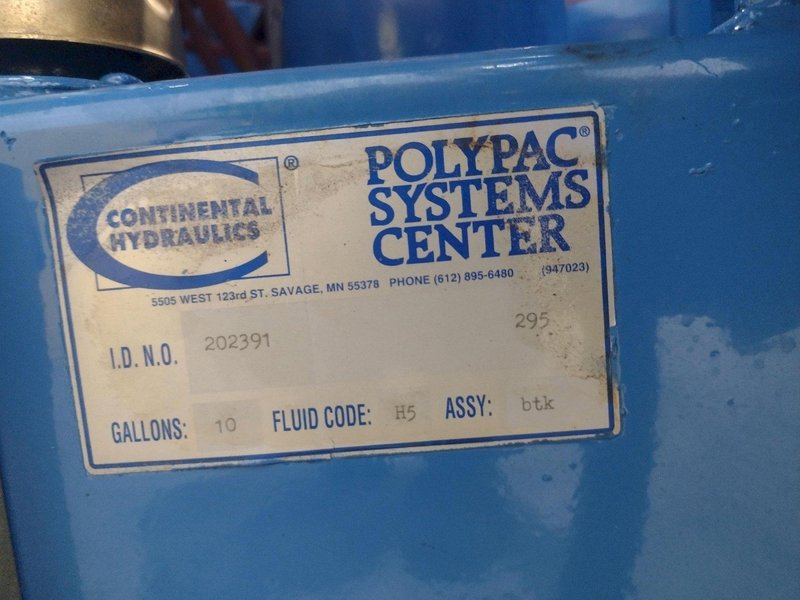 CONTINENTAL
HYDRAULICS
®
POLYPAC®
SYSTEMS
CENTER
5505 WEST 123rd ST. SAVAGE, MN 55378 PHONE (612) 895-6480 (947023)
I.D. N.O. 202391 295
GALLONS: 10 FLUID CODE: H5 ASSY: btk